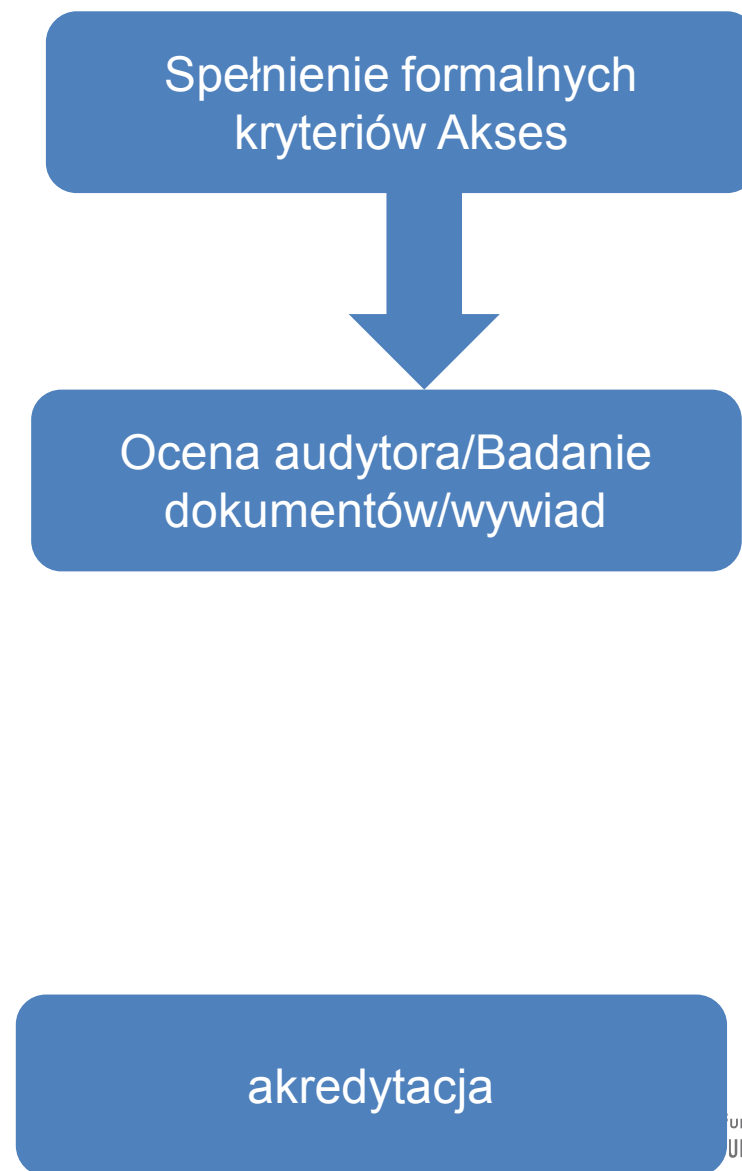 Spełnienie formalnych
kryteriów Akses
Ocena audytora/Badanie
dokumentów/wywiad
akredytacja